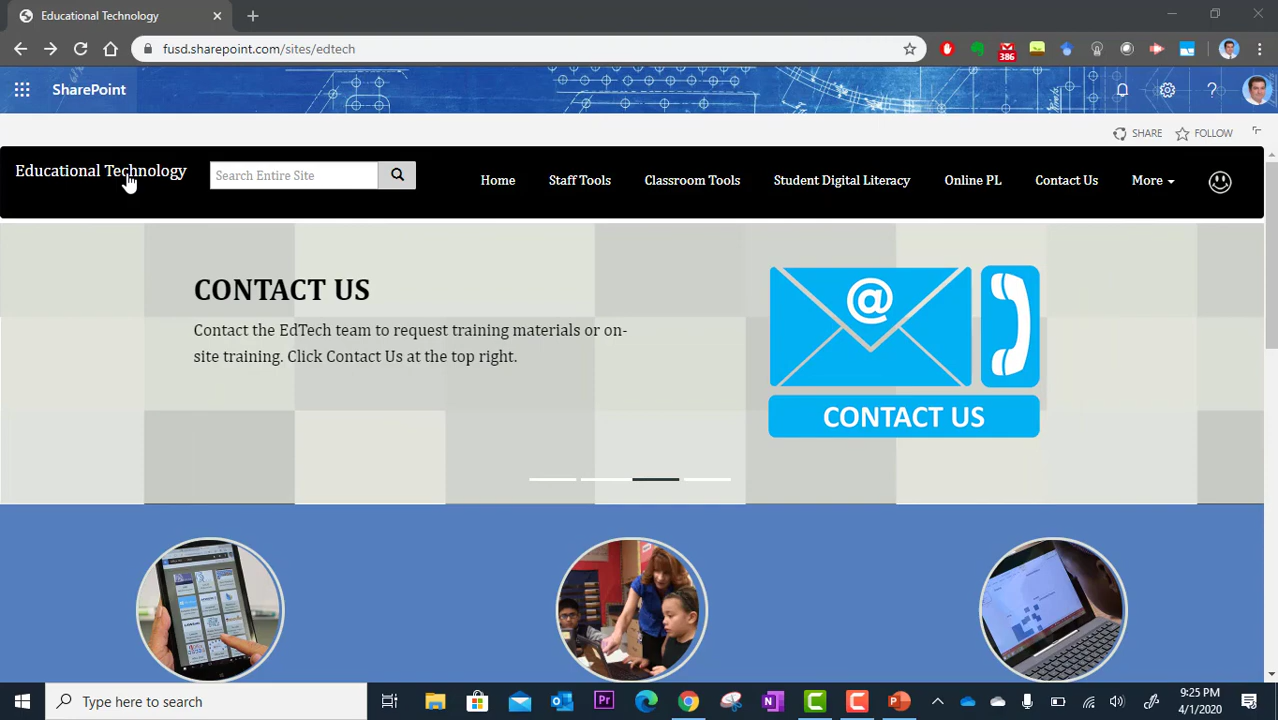 Educational Technology
fusd.sharepoint.com/sites/edtech
386
SharePoint
?
SHARE
FOLLOW
Educational Technology
Search Entire Site
Home
Staff Tools
Classroom Tools
Student Digital Literacy
Online PL
Contact Us
More
CONTACT US
Contact the EdTech team to request training materials or on-
site training. Click Contact Us at the top right.
@
CONTACT US
Type here to search
Pr
9:25 PM
4/1/2020